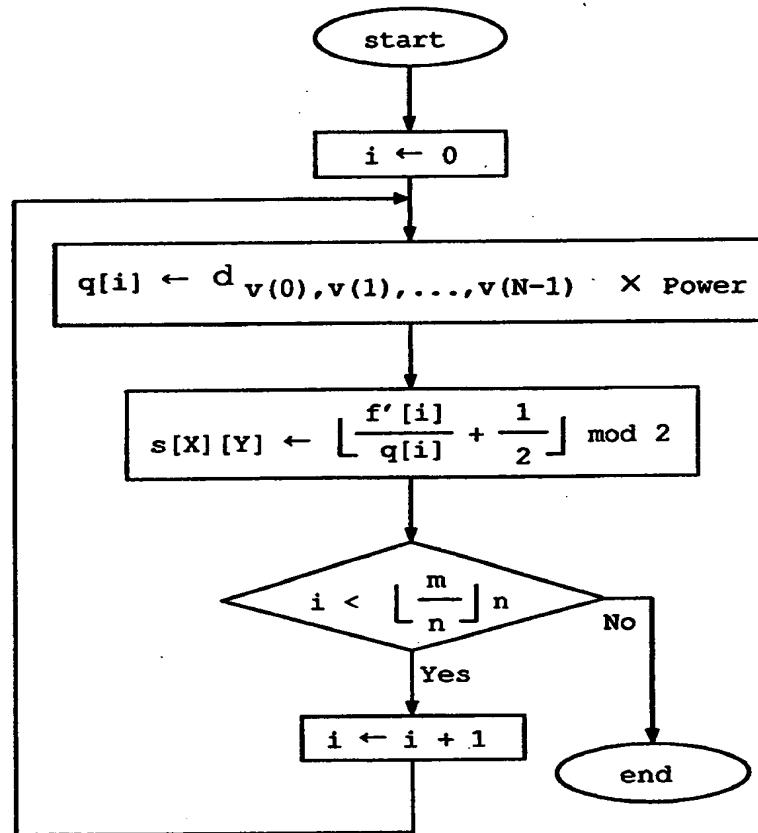 start
i ← 0
q[i] ← d v(0),v(1),...,v(N-1) × Power
s[X][Y] ← ⌊ f'[i] / q[i] + 1 / 2 ⌋ mod 2
i < ⌊ m / n ⌋ n
No
Yes
i ← i + 1
end